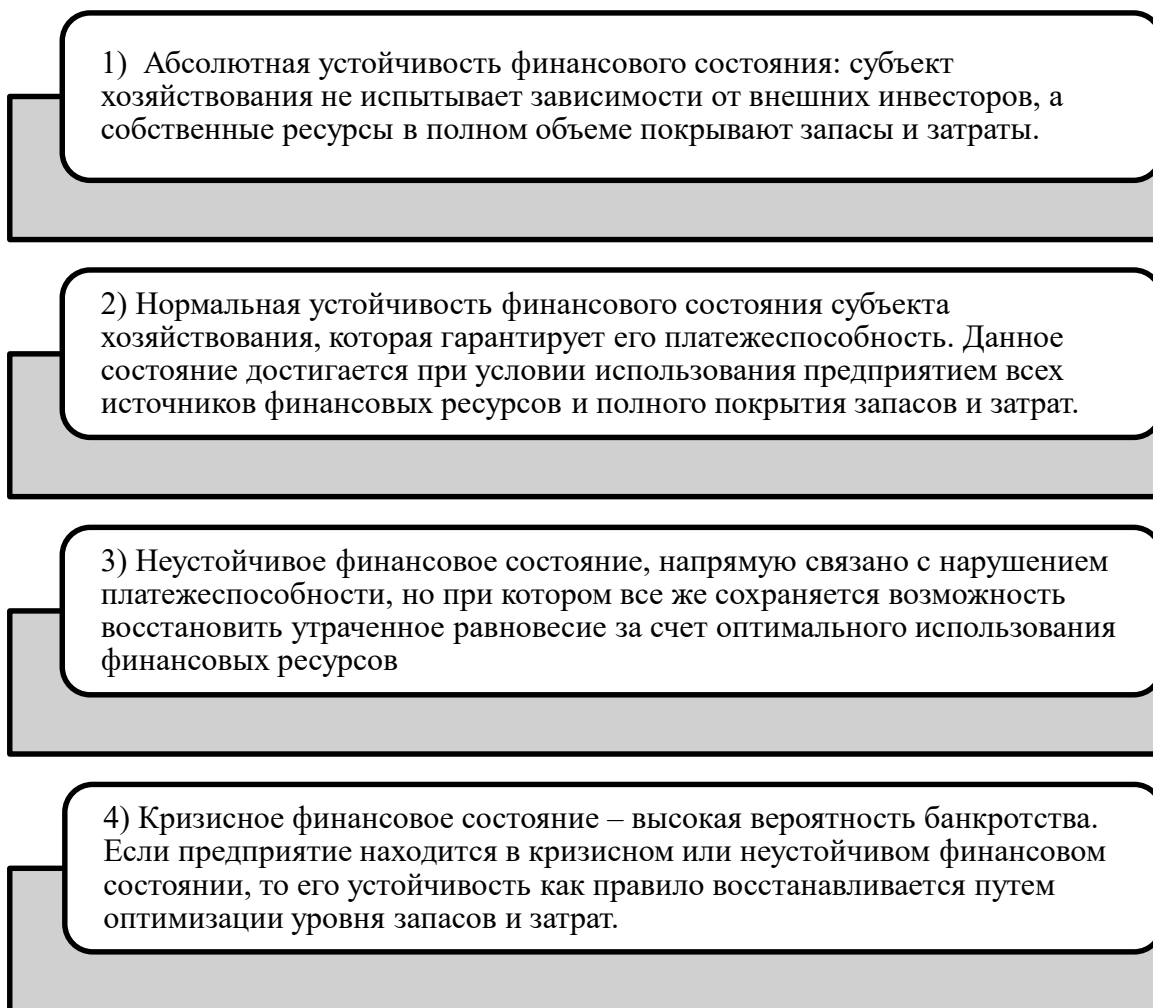 1) Абсолютная устойчивость финансового состояния: субъект
хозяйствования не испытывает зависимости от внешних инвесторов, а
собственные ресурсы в полном объеме покрывают запасы и затраты.
2) Нормальная устойчивость финансового состояния субъекта
хозяйствования, которая гарантирует его платежеспособность. Данное
состояние достигается при условии использования предприятием всех
источников финансовых ресурсов и полного покрытия запасов и затрат.
3) Неустойчивое финансовое состояние, напрямую связано с нарушением
платежеспособности, но при котором все же сохраняется возможность
восстановить утраченное равновесие за счет оптимального использования
финансовых ресурсов
4) Кризисное финансовое состояние – высокая вероятность банкротства.
Если предприятие находится в кризисном или неустойчивом финансовом
состоянии, то его устойчивость как правило восстанавливается путем
оптимизации уровня запасов и затрат.